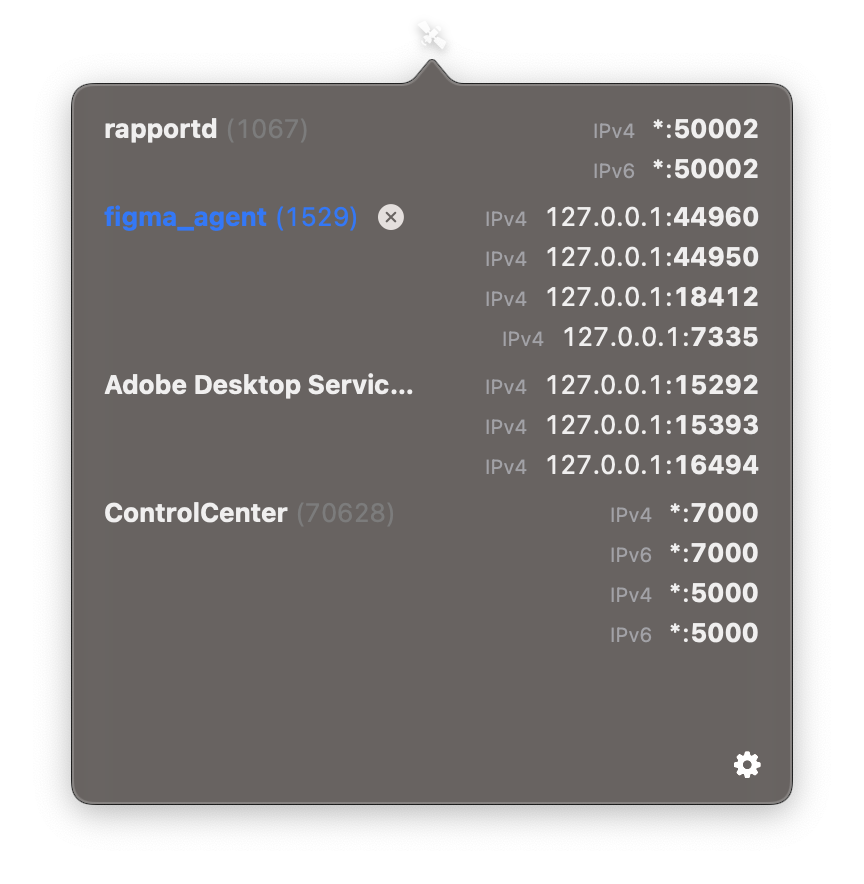 rapportd (1067) IPv4 *:50002
IPv6 *:50002
figma_agent (1529) IPv4 127.0.0.1:44960
IPv4 127.0.0.1:44950
IPv4 127.0.0.1:18412
IPv4 127.0.0.1:7335
Adobe Desktop Servic... IPv4 127.0.0.1:15292
IPv4 127.0.0.1:15393
IPv4 127.0.0.1:16494
ControlCenter (70628) IPv4 *:7000
IPv6 *:7000
IPv4 *:5000
IPv6 *:5000